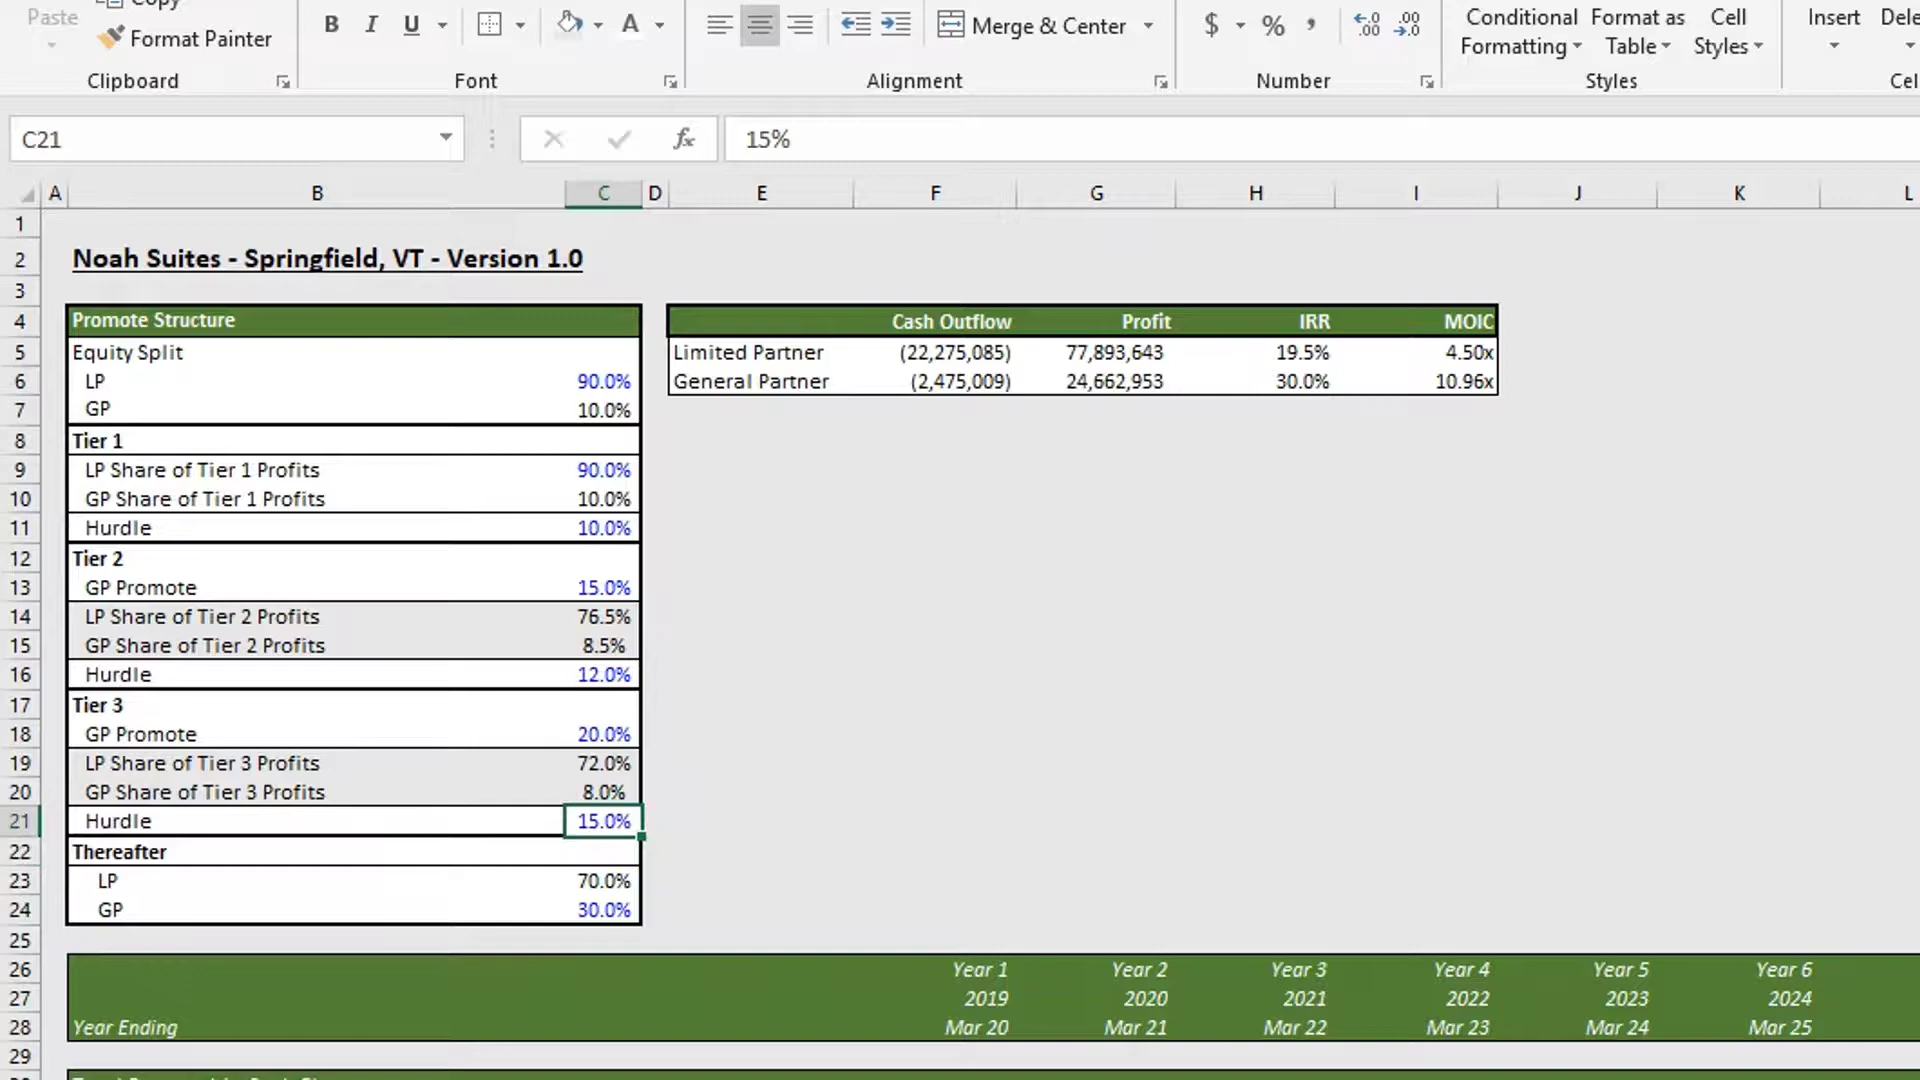 Paste
Copy
Format Painter
Clipboard
B I U
A
Font
Merge & Center
Alignment
$ % ,
Number
Conditional Formatting
Format as Table
Cell Styles
Styles
Insert
C21
fx
15%
A B C D E F G H I J K L
1
2 Noah Suites - Springfield, VT - Version 1.0
3
4 Promote Structure Cash Outflow Profit IRR MOIC
5 Equity Split Limited Partner (22,275,085) 77,893,643 19.5% 4.50x
6 LP 90.0% General Partner (2,475,009) 24,662,953 30.0% 10.96x
7 GP 10.0%
8 Tier 1
9 LP Share of Tier 1 Profits 90.0%
10 GP Share of Tier 1 Profits 10.0%
11 Hurdle 10.0%
12 Tier 2
13 GP Promote 15.0%
14 LP Share of Tier 2 Profits 76.5%
15 GP Share of Tier 2 Profits 8.5%
16 Hurdle 12.0%
17 Tier 3
18 GP Promote 20.0%
19 LP Share of Tier 3 Profits 72.0%
20 GP Share of Tier 3 Profits 8.0%
21 Hurdle 15.0%
22 Thereafter
23 LP 70.0%
24 GP 30.0%
25
26 Year 1 Year 2 Year 3 Year 4 Year 5 Year 6
27 2019 2020 2021 2022 2023 2024
28 Year Ending Mar 20 Mar 21 Mar 22 Mar 23 Mar 24 Mar 25
29